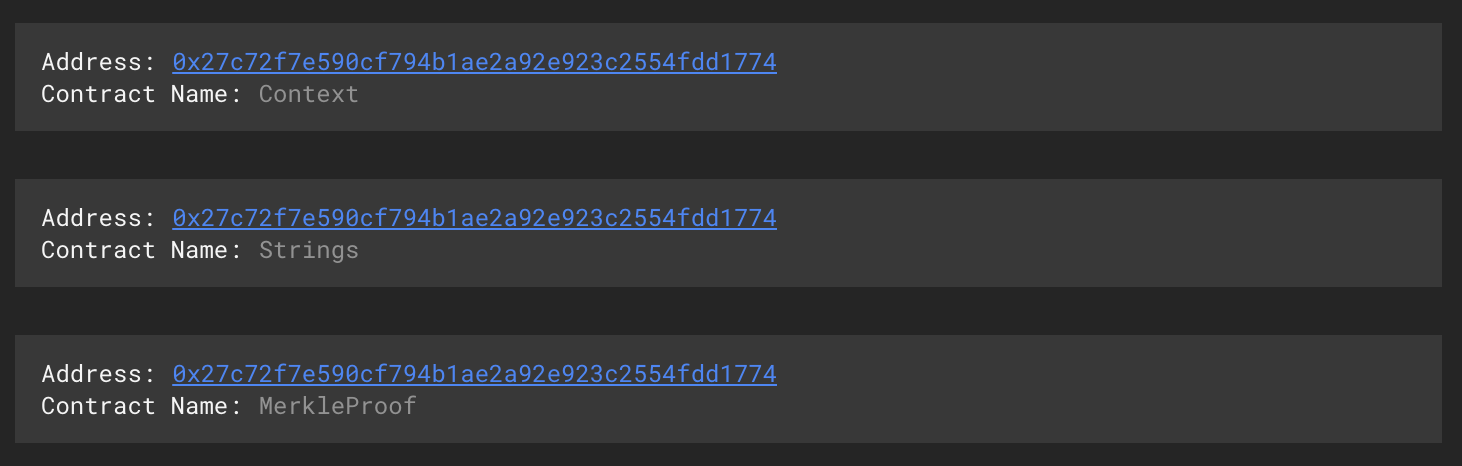 Address: 0x27c72f7e590cf794b1ae2a92e923c2554fdd1774
Contract Name: Context
Address: 0x27c72f7e590cf794b1ae2a92e923c2554fdd1774
Contract Name: Strings
Address: 0x27c72f7e590cf794b1ae2a92e923c2554fdd1774
Contract Name: MerkleProof